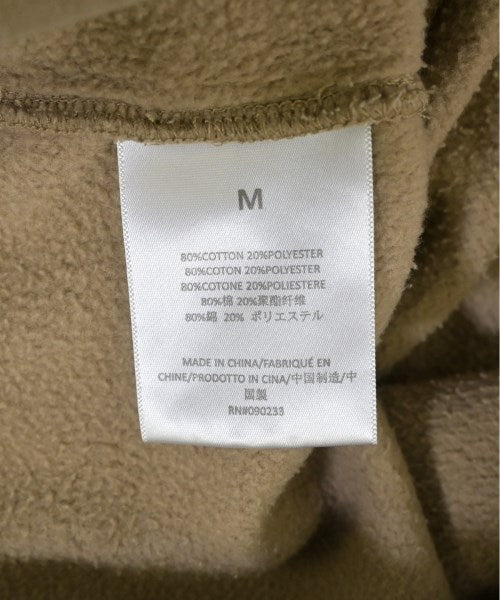 M
80%COTTON 20%POLYESTER
80%COTON 20%POLYESTER
80%COTONE 20%POLIESTERE
80%棉 20%聚酯纤维
80%綿 20% ポリエステル
MADE IN CHINA/FABRIQUÉ EN
CHINE/PRODOTTO IN CINA/中国制造/中
国製
RN#090233